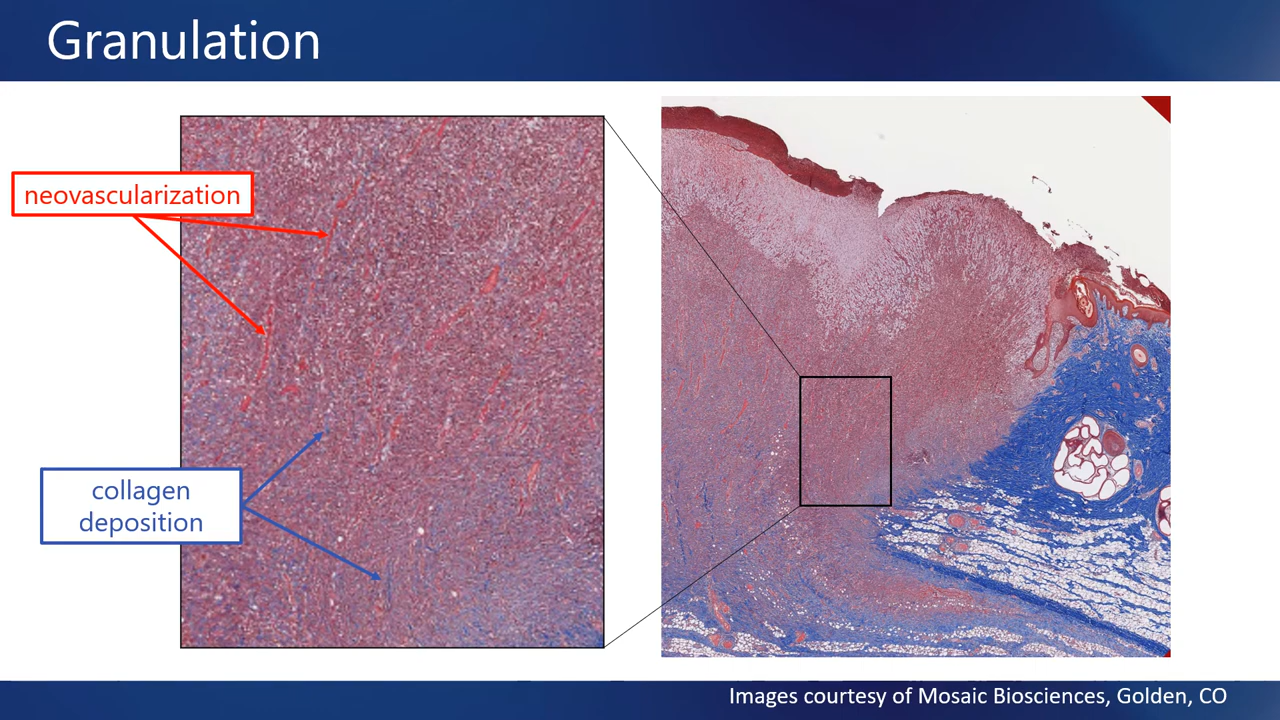 Granulation
neovascularization
collagen
deposition
Images courtesy of Mosaic Biosciences, Golden, CO